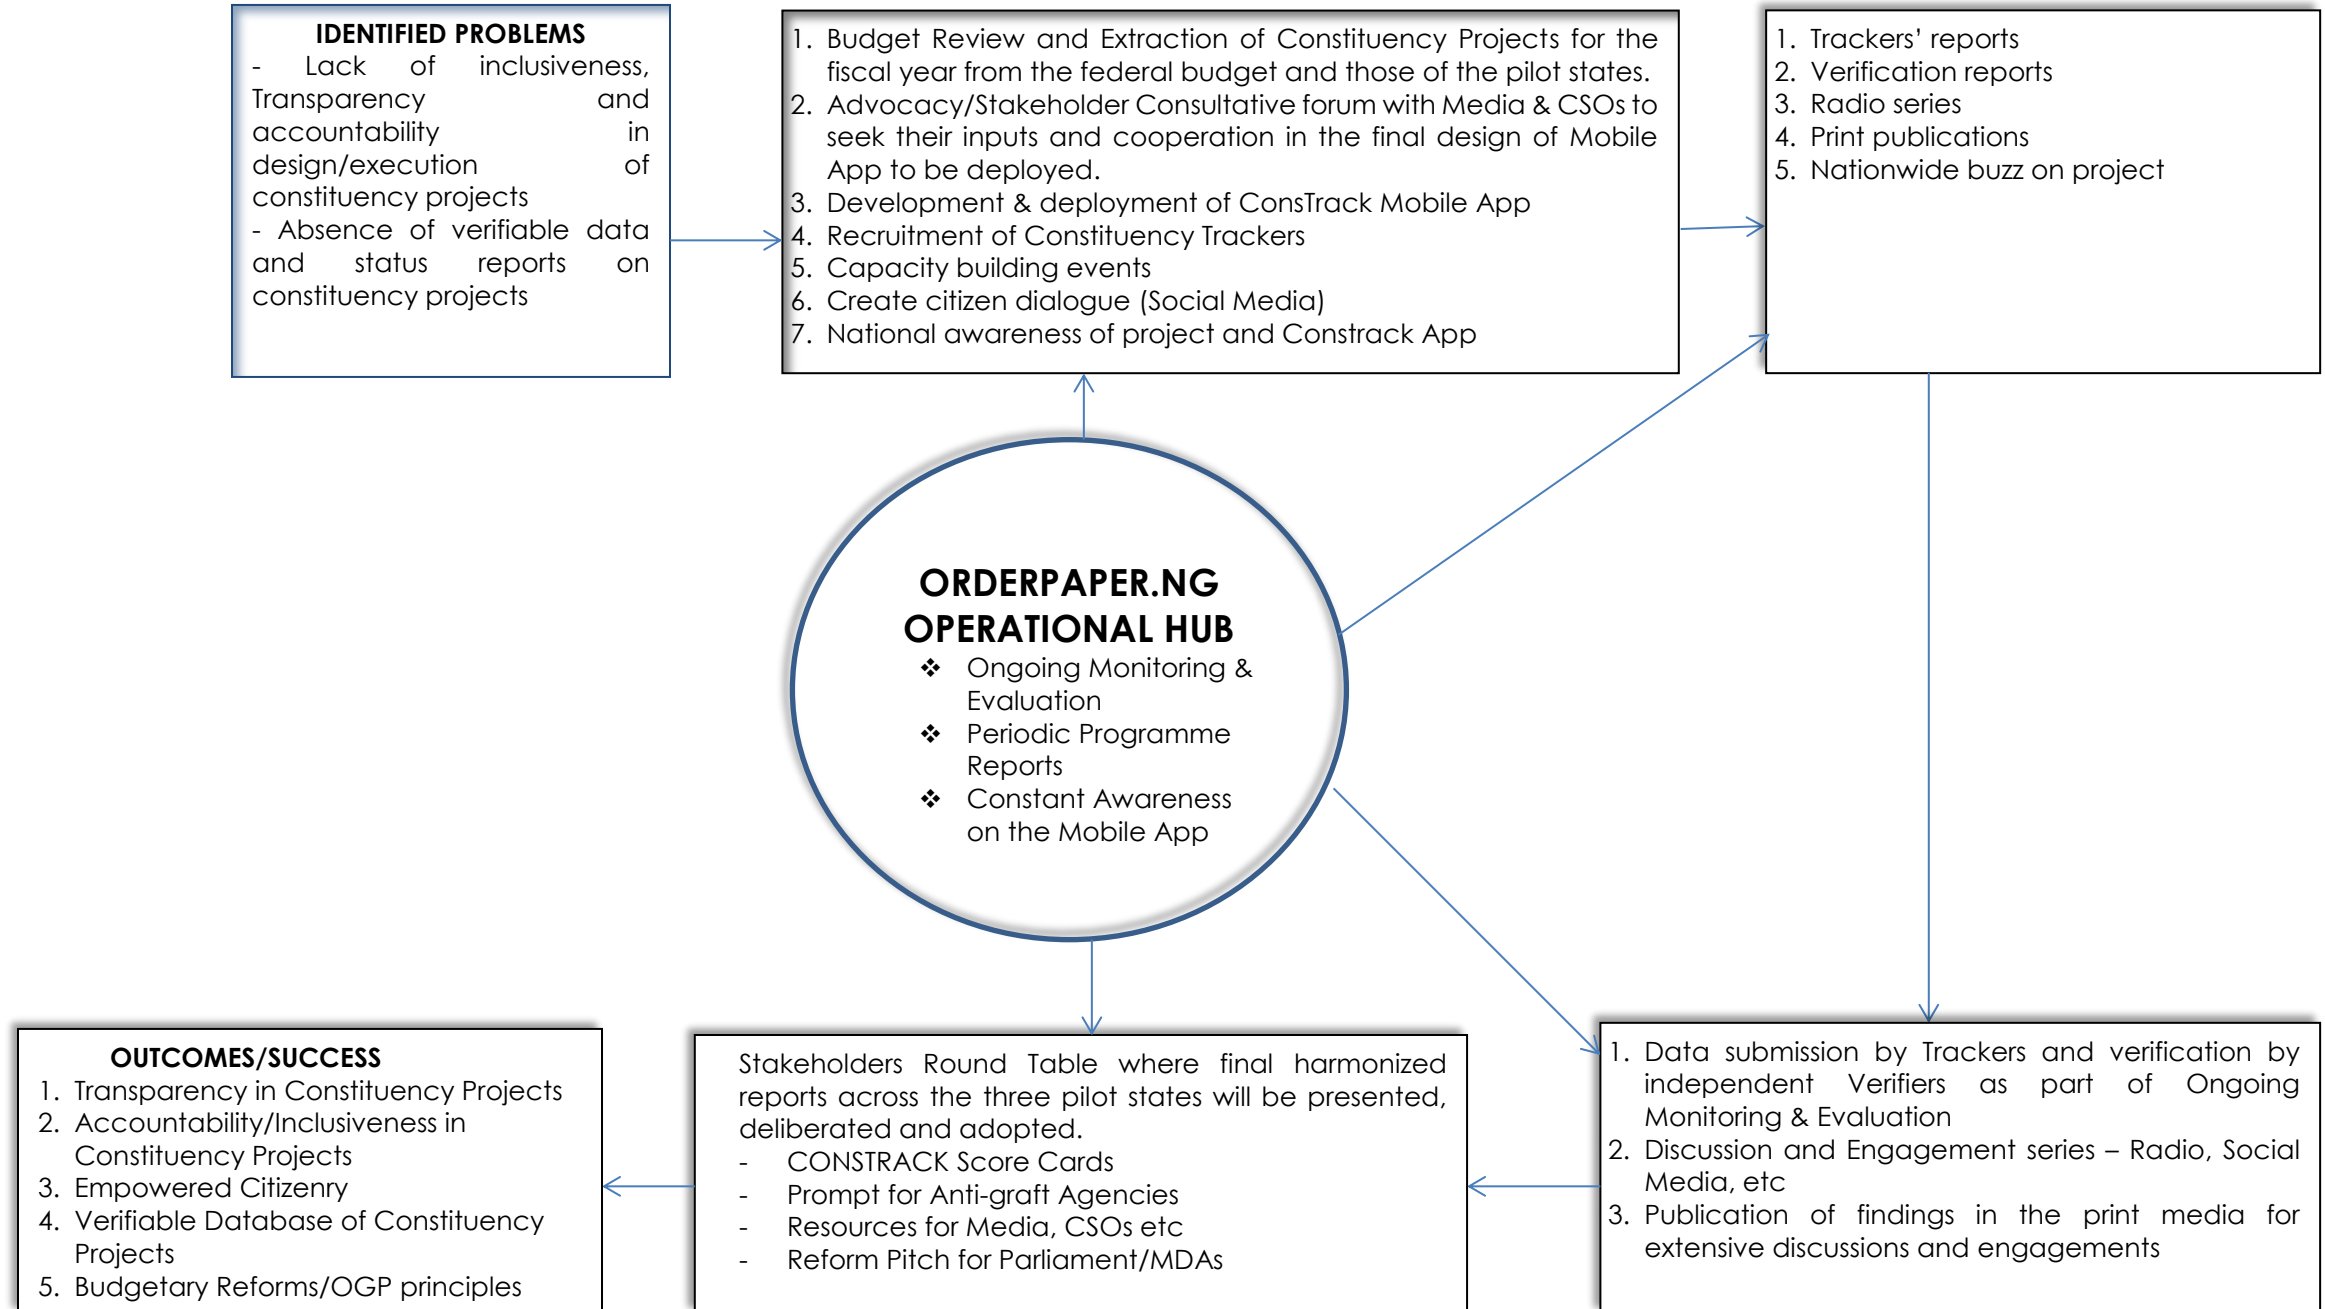 IDENTIFIED PROBLEMS
- Lack of inclusiveness,
Transparency and
accountability in
design/execution of
constituency projects
- Absence of verifiable data
and status reports on
constituency projects
1. Budget Review and Extraction of Constituency Projects for the
fiscal year from the federal budget and those of the pilot states.
2. Advocacy/Stakeholder Consultative forum with Media & CSOs to
seek their inputs and cooperation in the final design of Mobile
App to be deployed.
3. Development & deployment of ConsTrack Mobile App
4. Recruitment of Constituency Trackers
5. Capacity building events
6. Create citizen dialogue (Social Media)
7. National awareness of project and Constrack App
1. Trackers’ reports
2. Verification reports
3. Radio series
4. Print publications
5. Nationwide buzz on project
ORDERPAPER.NG
OPERATIONAL HUB
❖ Ongoing Monitoring &
Evaluation
❖ Periodic Programme
Reports
❖ Constant Awareness
on the Mobile App
OUTCOMES/SUCCESS
1. Transparency in Constituency Projects
2. Accountability/Inclusiveness in
Constituency Projects
3. Empowered Citizenry
4. Verifiable Database of Constituency
Projects
5. Budgetary Reforms/OGP principles
Stakeholders Round Table where final harmonized
reports across the three pilot states will be presented,
deliberated and adopted.
- CONSTRACK Score Cards
- Prompt for Anti-graft Agencies
- Resources for Media, CSOs etc
- Reform Pitch for Parliament/MDAs
1. Data submission by Trackers and verification by
independent Verifiers as part of Ongoing
Monitoring & Evaluation
2. Discussion and Engagement series – Radio, Social
Media, etc
3. Publication of findings in the print media for
extensive discussions and engagements